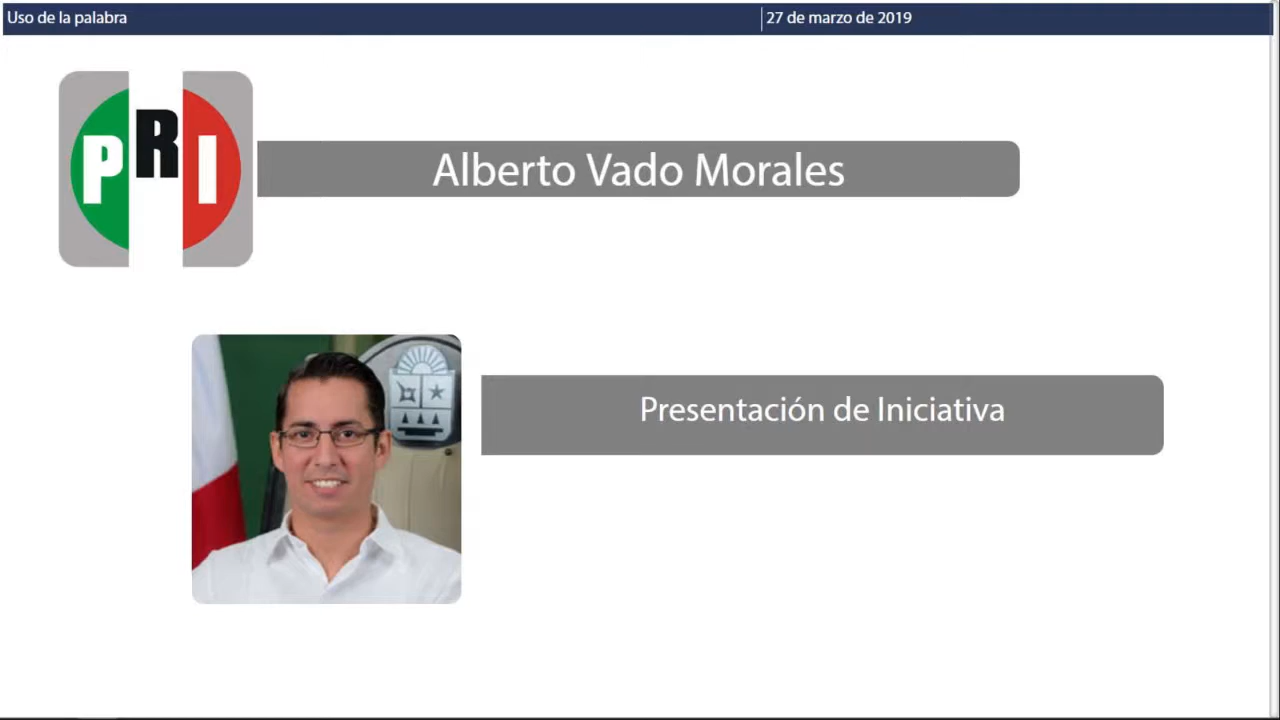 Uso de la palabra
27 de marzo de 2019
PRI
Alberto Vado Morales
Presentación de Iniciativa